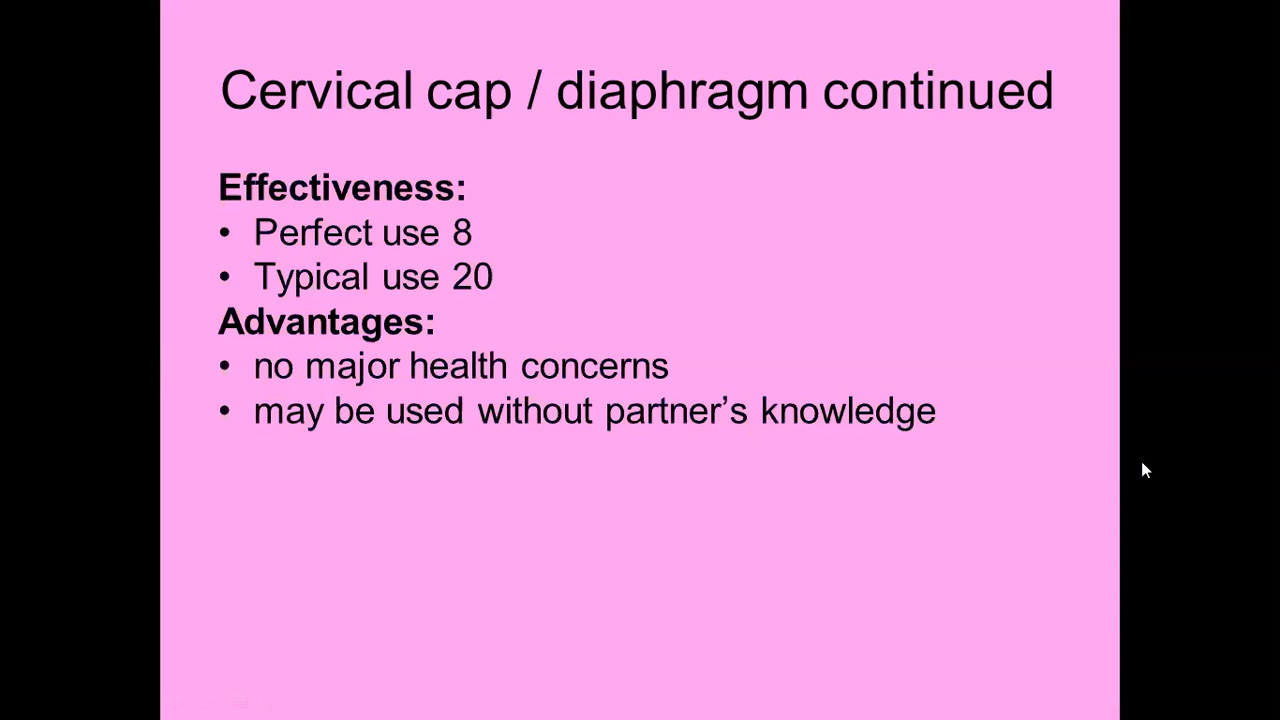 Cervical cap / diaphragm continued
Effectiveness:
• Perfect use 8
• Typical use 20
Advantages:
• no major health concerns
• may be used without partner’s knowledge